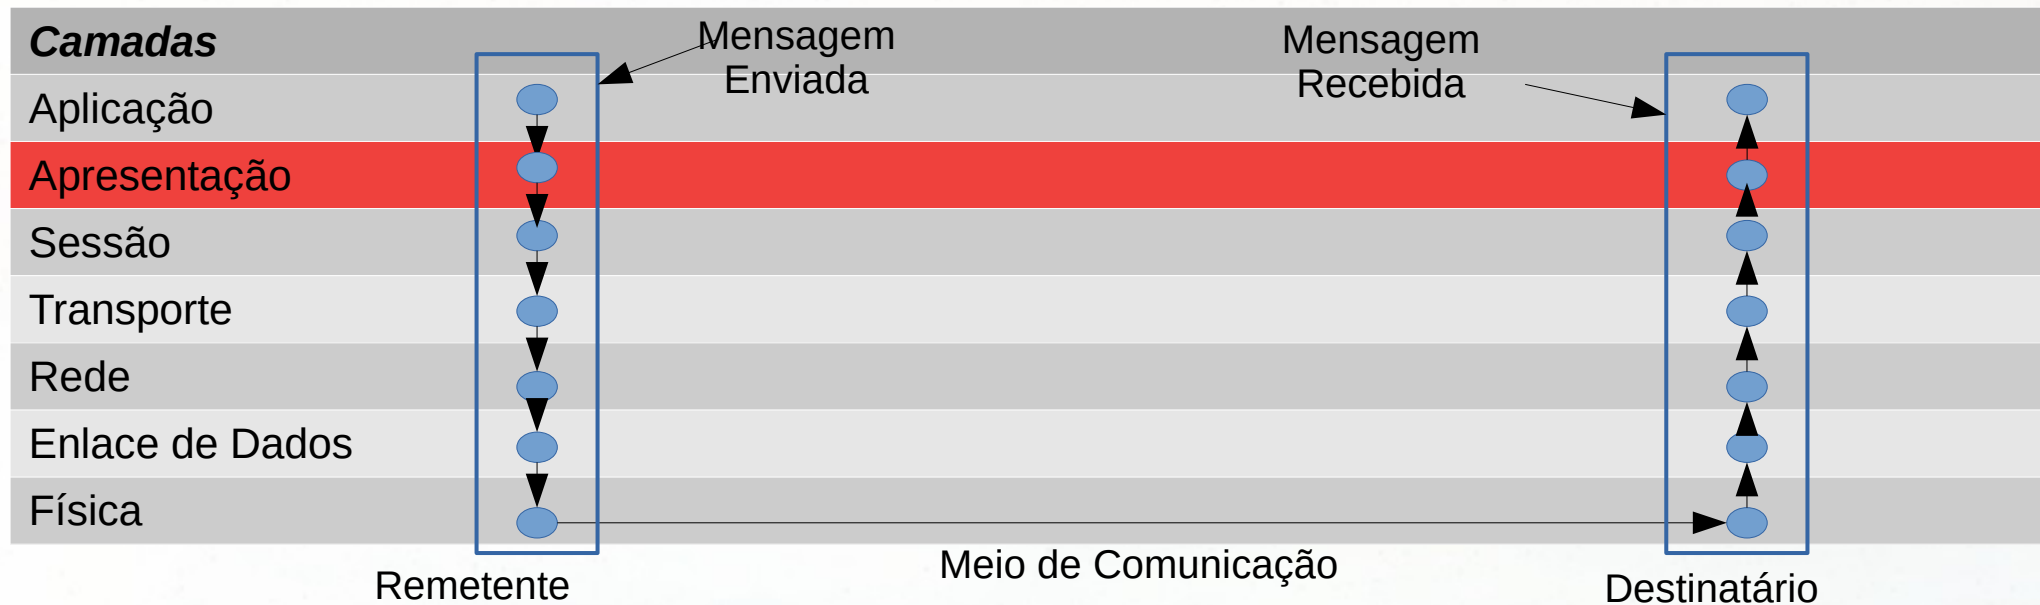 Camadas
Mensagem
Enviada
Mensagem
Recebida
Aplicação
Apresentação
Sessão
Transporte
Rede
Enlace de Dados
Física
Meio de Comunicação
Remetente
Destinatário